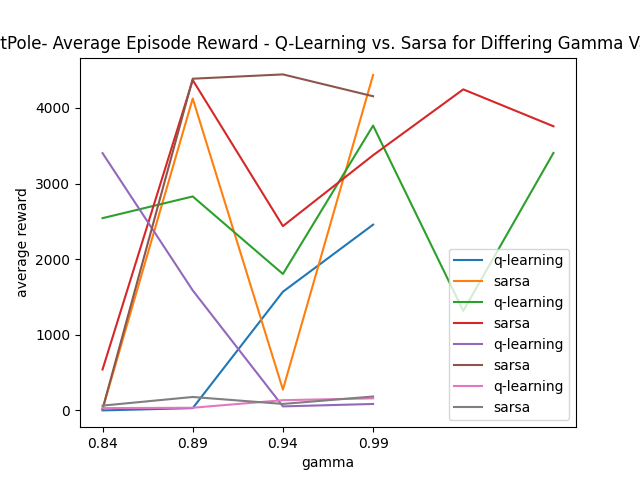 tPole- Average Episode Reward - Q-Learning vs. Sarsa for Differing Gamma V
average reward
4000
3000
2000
1000
0
0.84 0.89 0.94 0.99
gamma
q-learning
sarsa
q-learning
sarsa
q-learning
sarsa
q-learning
sarsa